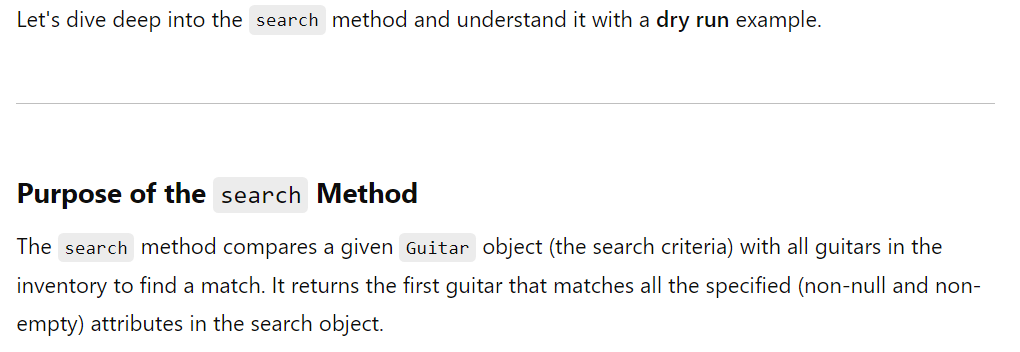 Let's dive deep into the search method and understand it with a dry run example.
Purpose of the search Method
The search method compares a given Guitar object (the search criteria) with all guitars in the
inventory to find a match. It returns the first guitar that matches all the specified (non-null and non-
empty) attributes in the search object.